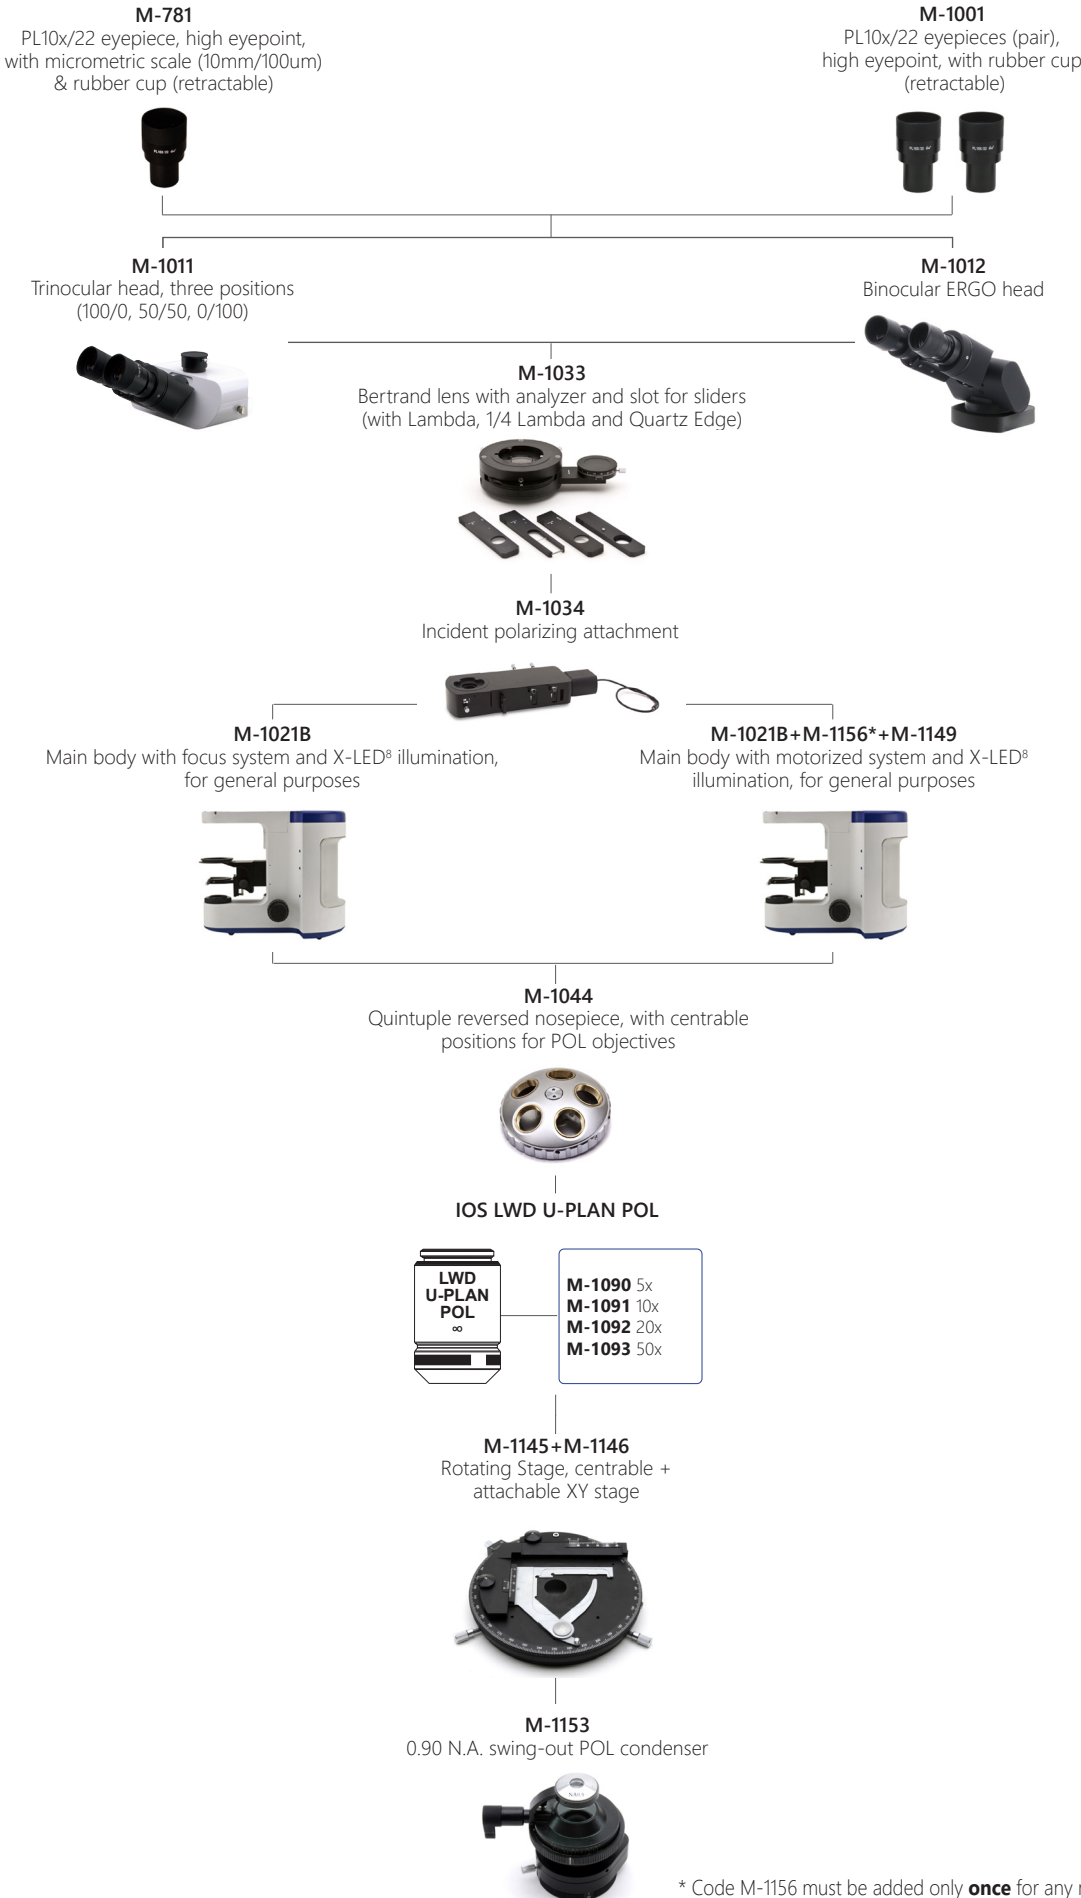 M-781
PL10x/22 eyepiece, high eyepoint,
with micrometric scale (10mm/100um)
& rubber cup (retractable)
M-1001
PL10x/22 eyepieces (pair),
high eyepoint, with rubber cup
(retractable)
M-1011
Trinocular head, three positions
(100/0, 50/50, 0/100)
M-1012
Binocular ERGO head
M-1033
Bertrand lens with analyzer and slot for sliders
(with Lambda, 1/4 Lambda and Quartz Edge)
M-1034
Incident polarizing attachment
M-1021B
Main body with focus system and X-LED⁸ illumination,
for general purposes
M-1021B+M-1156*+M-1149
Main body with motorized system and X-LED⁸
illumination, for general purposes
M-1044
Quintuple reversed nosepiece, with centrable
positions for POL objectives
IOS LWD U-PLAN POL
LWD
U-PLAN
POL
∞
M-1090 5x
M-1091 10x
M-1092 20x
M-1093 50x
M-1145+M-1146
Rotating Stage, centrable +
attachable XY stage
M-1153
0.90 N.A. swing-out POL condenser
* Code M-1156 must be added only once for any